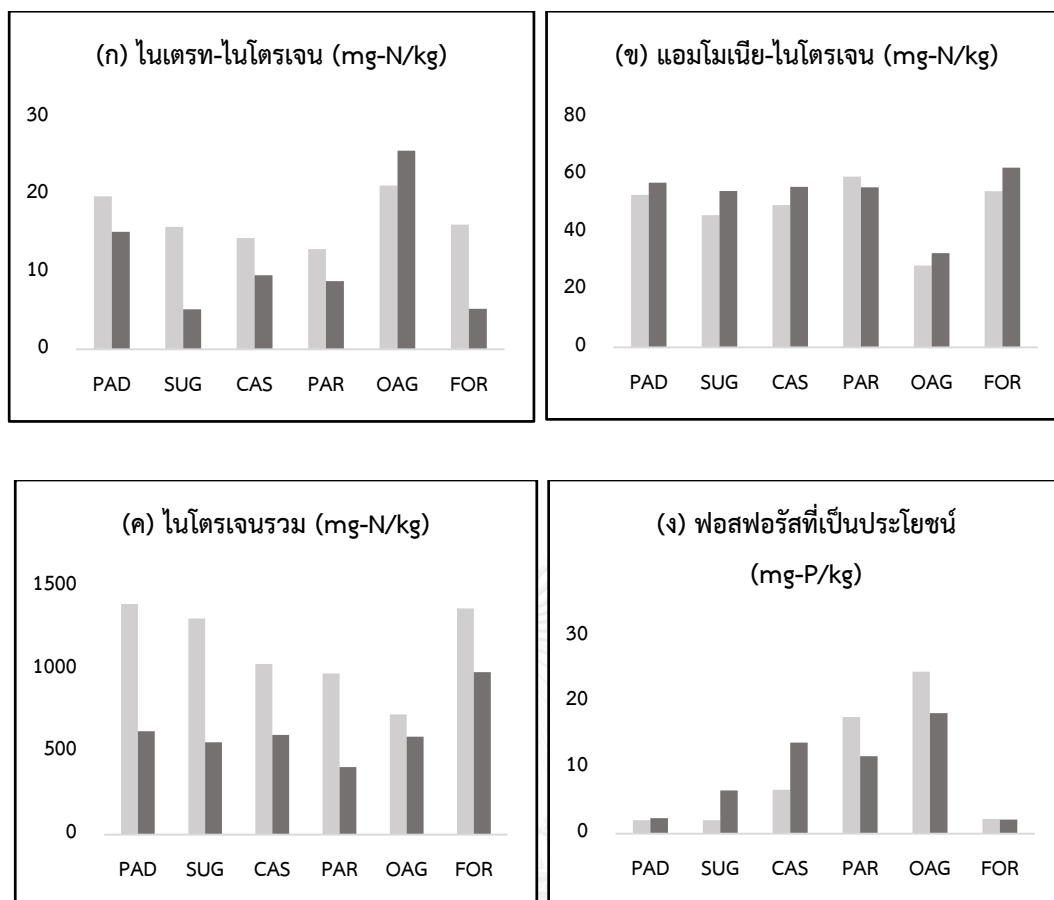 (ก) ไนเตรท-ไนโตรเจน (mg-N/kg)
30
20
10
0
PAD SUG CAS PAR OAG FOR
(ข) แอมโมเนีย-ไนโตรเจน (mg-N/kg)
80
60
40
20
0
PAD SUG CAS PAR OAG FOR
(ค) ไนโตรเจนรวม (mg-N/kg)
1500
1000
500
0
PAD SUG CAS PAR OAG FOR
(ง) ฟอสฟอรัสที่เป็นประโยชน์
(mg-P/kg)
30
20
10
0
PAD SUG CAS PAR OAG FOR